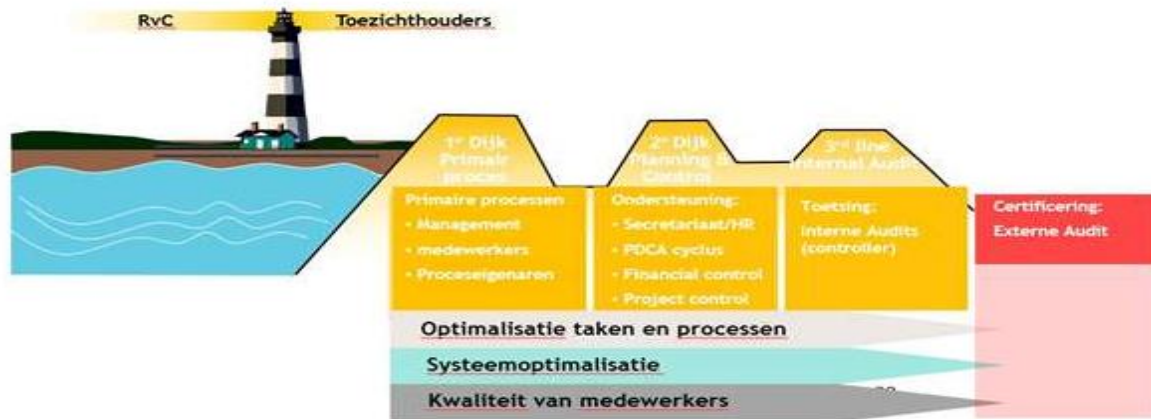 RvC
Toezichthouders
1e Dijk
Primair
proces
2e Dijk
Planning &
Control
3rd line
Internal Audit
Primaire processen
• Management
• medewerkers
• Proceseigenaren
Ondersteuning:
• Secretariaat/HR
• PDCA cyclus
• Financial control
• Project control
Toetsing:
Interne Audits
(controller)
Certificering:
Externe Audit
Optimalisatie taken en processen
Systeemoptimalisatie
Kwaliteit van medewerkers